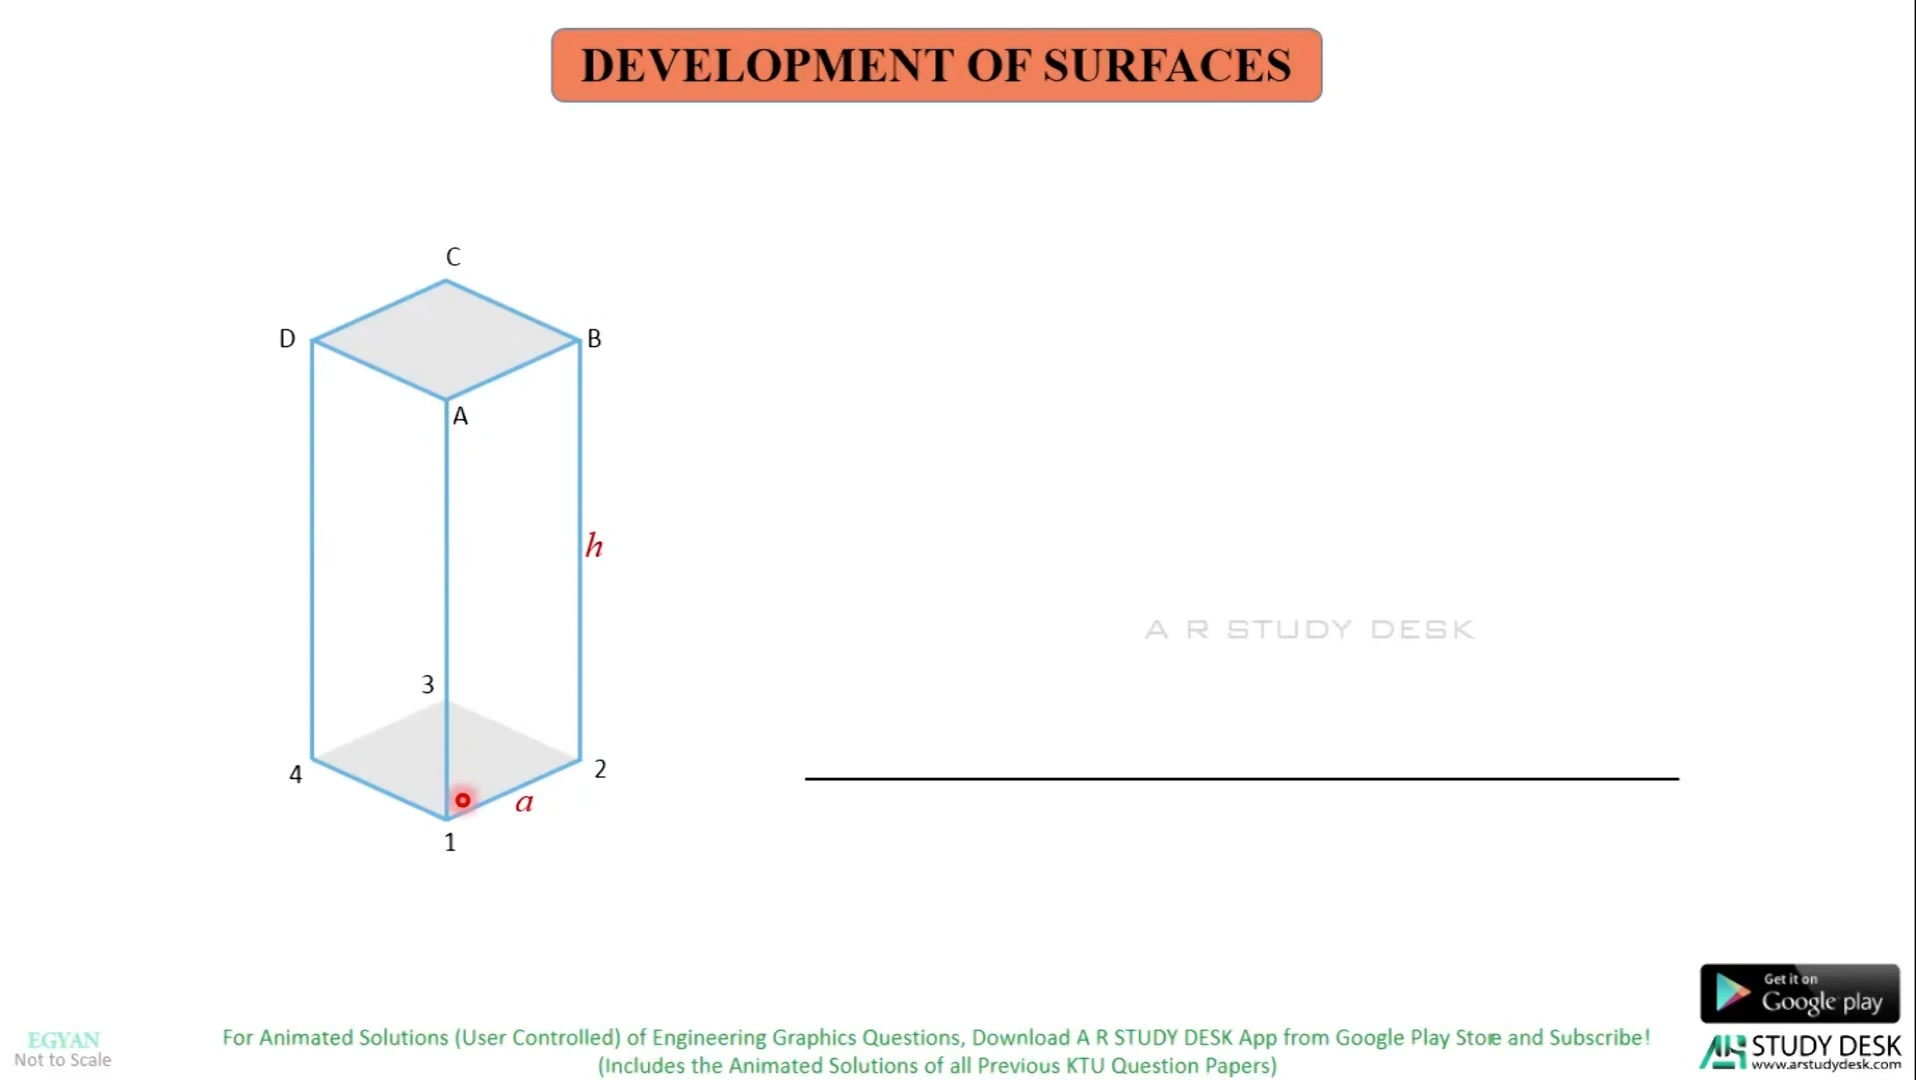 DEVELOPMENT OF SURFACES
C
D
B
A
h
A R STUDY DESK
3
4
2
a
1
Get it on
Google play
EGYAN
Not to Scale
For Animated Solutions (User Controlled) of Engineering Graphics Questions, Download A R STUDY DESK App from Google Play Store and Subscribe!
(Includes the Animated Solutions of all Previous KTU Question Papers)
AR STUDY DESK
www.arstudydesk.com